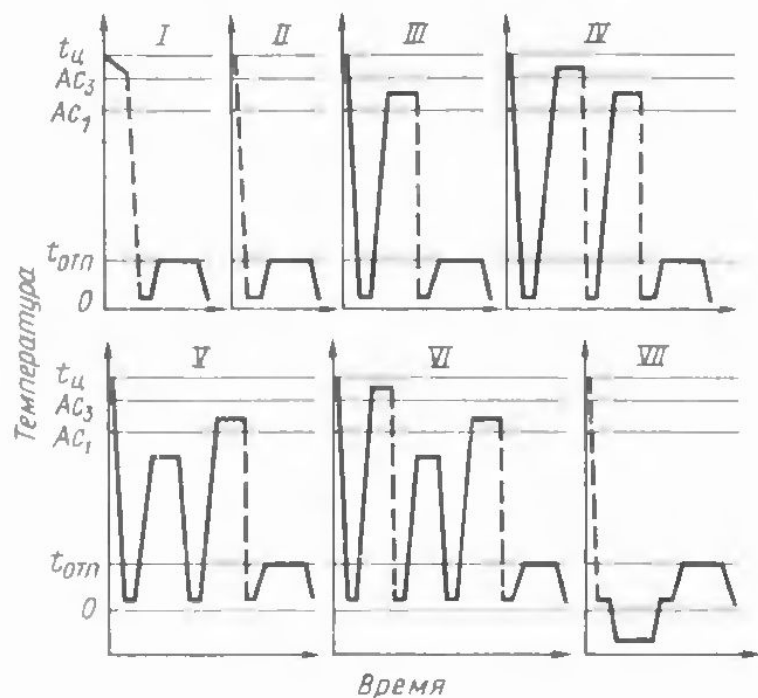 I II III IV
tц
AC3
AC1
tотп
0
Температура
V VI VII
tц
AC3
AC1
tотп
0
Время